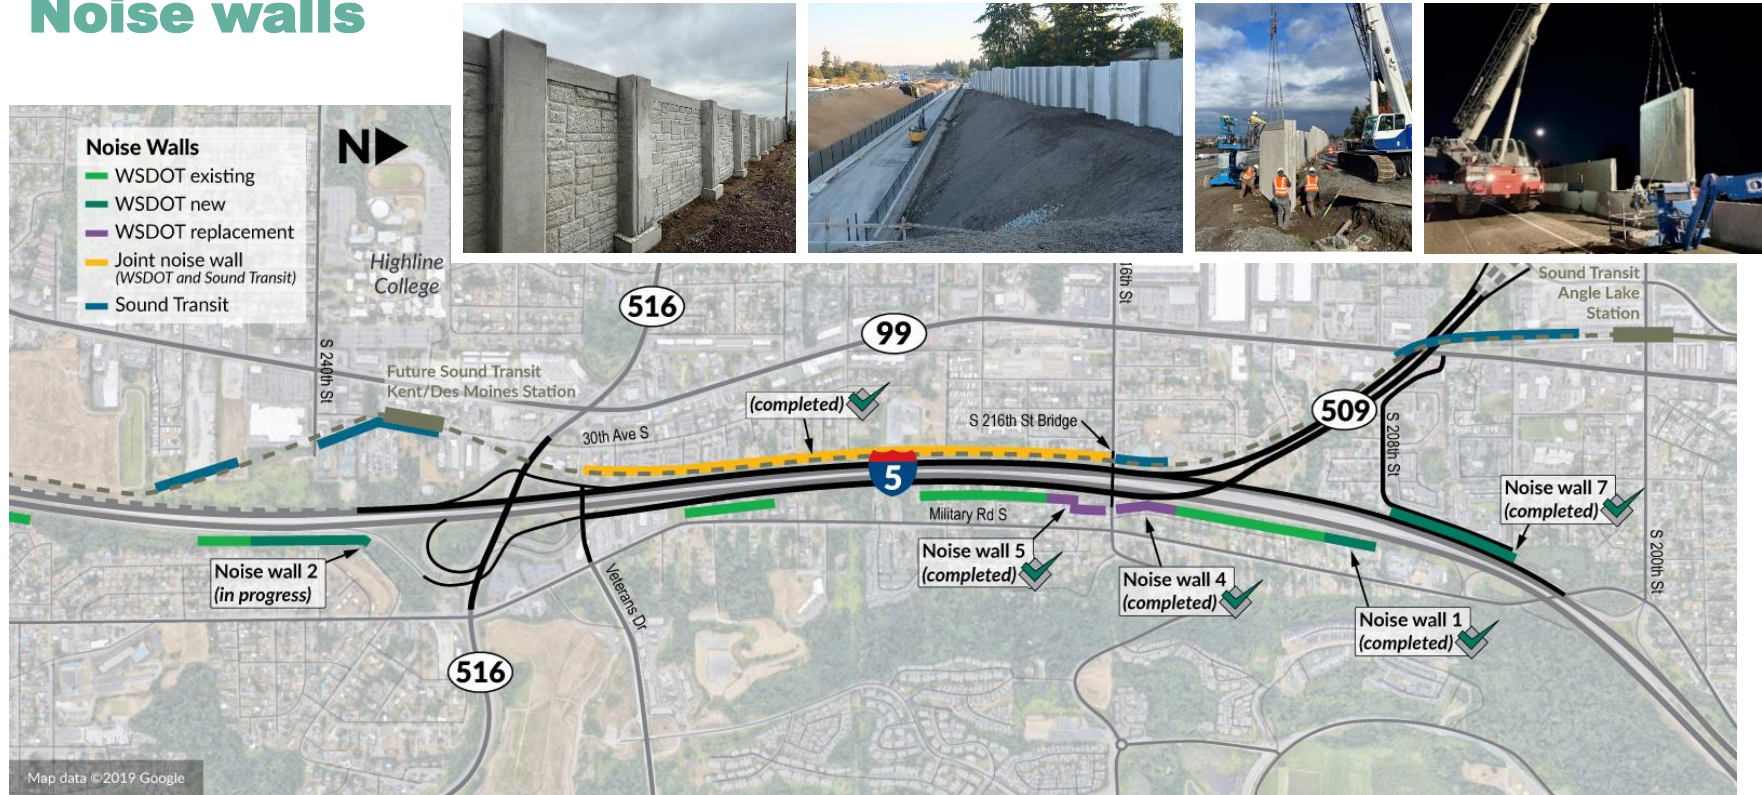 Noise walls
N
Noise Walls
WSDOT existing
WSDOT new
WSDOT replacement
Joint noise wall
(WSDOT and Sound Transit)
Sound Transit
Highline
College
516
99
16th St
Sound Transit
Angle Lake
Station
S 240th St
Future Sound Transit
Kent/Des Moines Station
(completed)
S 216th St Bridge
509
S 208th St
30th Ave S
5
Military Rd S
Noise wall 7
(completed)
S 200th St
Noise wall 5
(completed)
Noise wall 2
(in progress)
Noise wall 4
(completed)
Veterans Dr
Noise wall 1
(completed)
516
Map data ©2019 Google